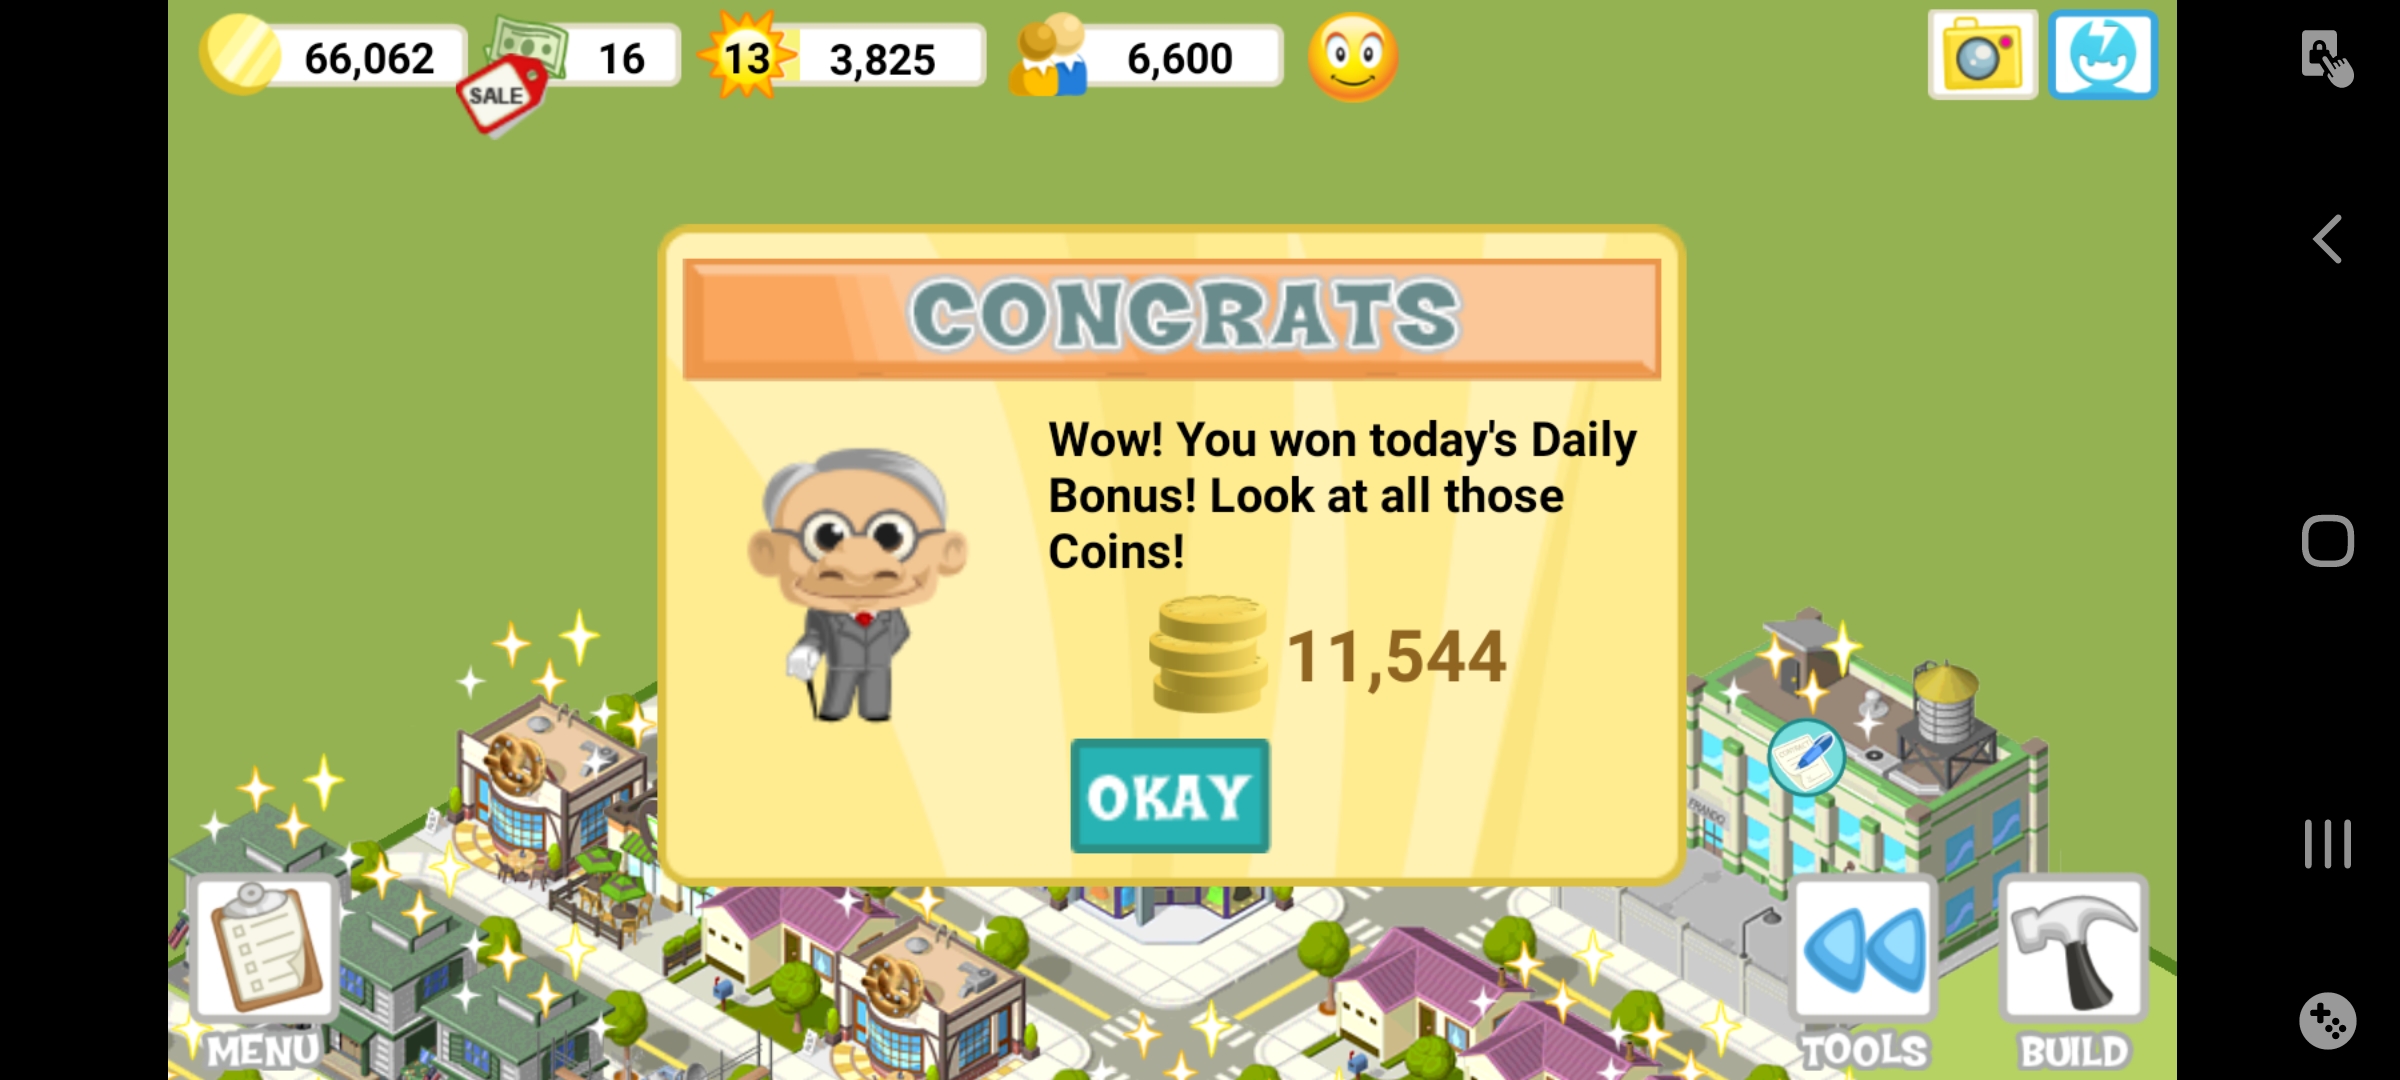 66,062
16
13
3,825
6,600
SALE
CONGRATS
Wow! You won today's Daily
Bonus! Look at all those
Coins!
11,544
OKAY
CONTRACT
MENU
TOOLS
BUILD